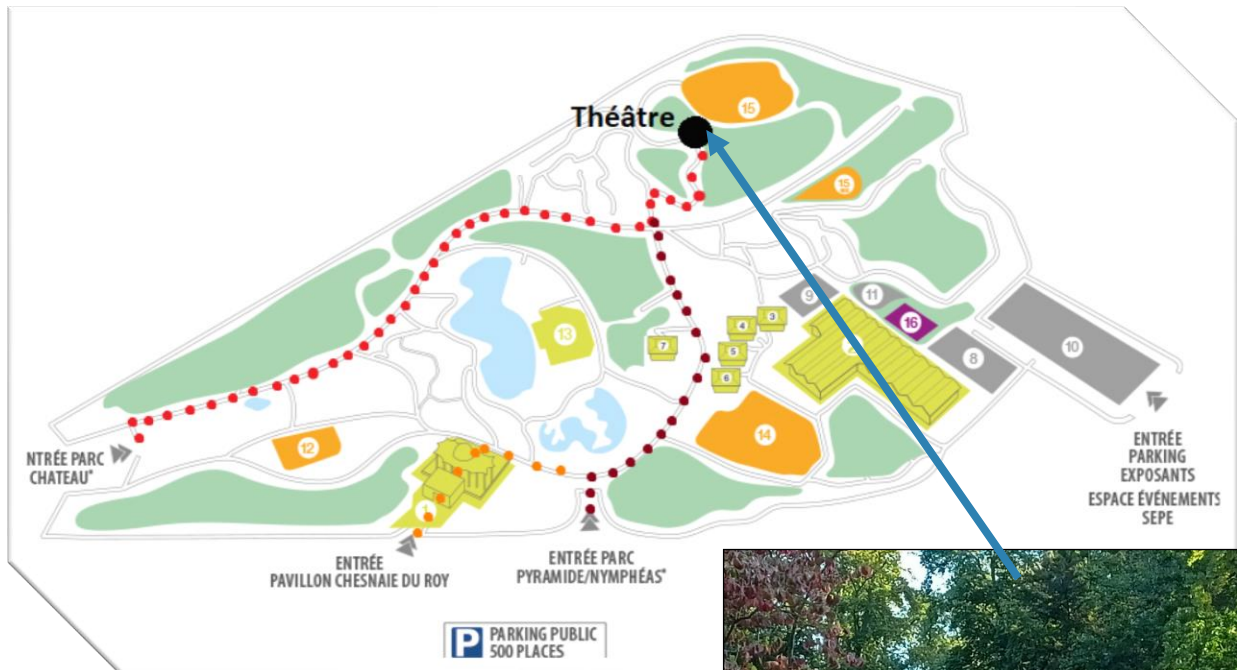 Théâtre
15
15
BIS
9
11
3
4
16
13
7
5
8
10
6
12
14
1
NTRÉE PARC
CHATEAU*
ENTRÉE
PAVILLON CHESNAIE DU ROY
ENTRÉE PARC
PYRAMIDE/NYMPHÉAS*
ENTRÉE
PARKING
EXPOSANTS
ESPACE ÉVÉNEMENTS
SEPE
P PARKING PUBLIC
500 PLACES